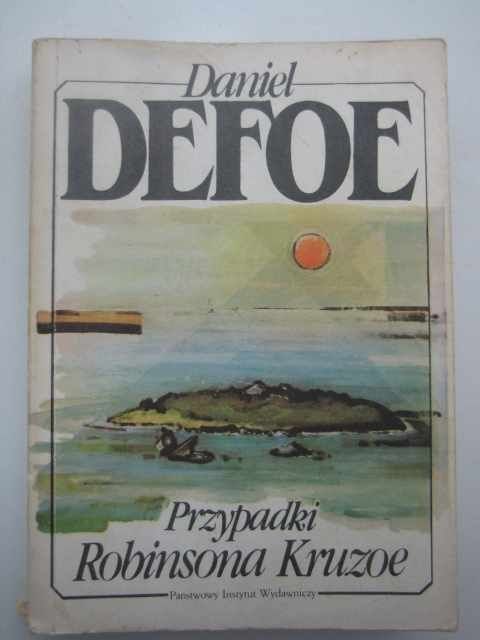 Daniel
DEFOE
Przypadki
Robinsona Kruzoe
Państwowy Instytut Wydawniczy